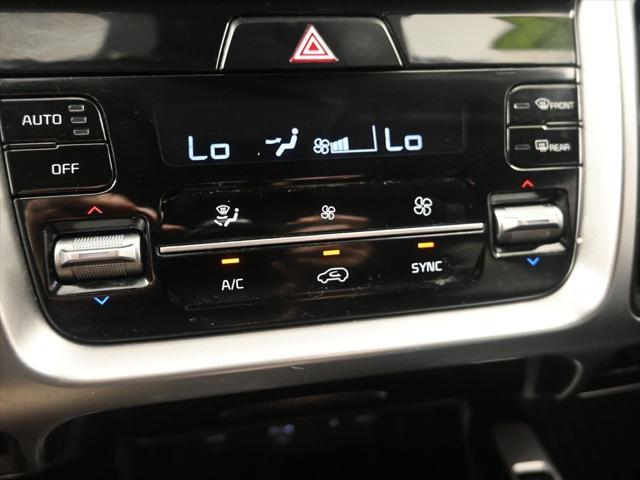 AUTO
Lo Lo
FRONT
OFF
REAR
A/C
SYNC